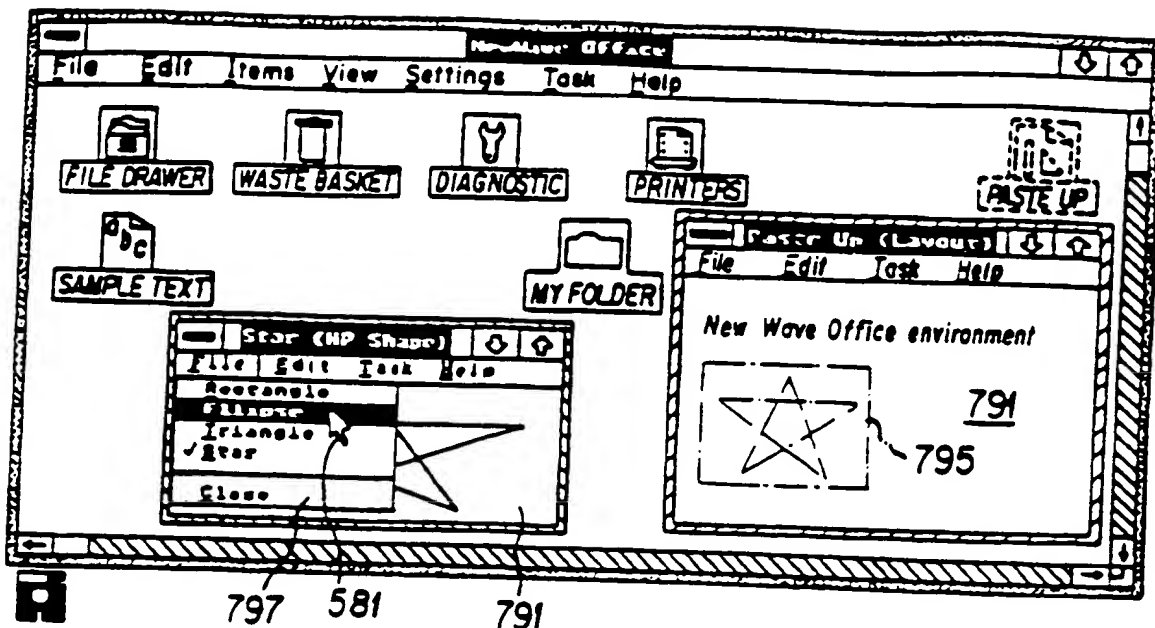 NewWave Office
File Edit Items View Settings Task Help
FILE DRAWER WASTE BASKET DIAGNOSTIC PRINTERS PASTE UP
abc
SAMPLE TEXT MY FOLDER
Paste Up (Layout)
File Edit Task Help
New Wave Office environment
791
795
Star (HP Shape)
File Edit Task Help
Rectangle
Ellipse
Triangle
✓ Star
Close
797 581 791